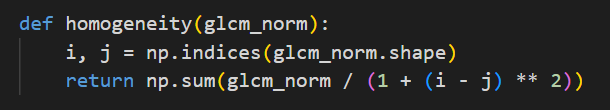 def homogeneity(glcm_norm):
    i, j = np.indices(glcm_norm.shape)
    return np.sum(glcm_norm / (1 + (i - j) ** 2))